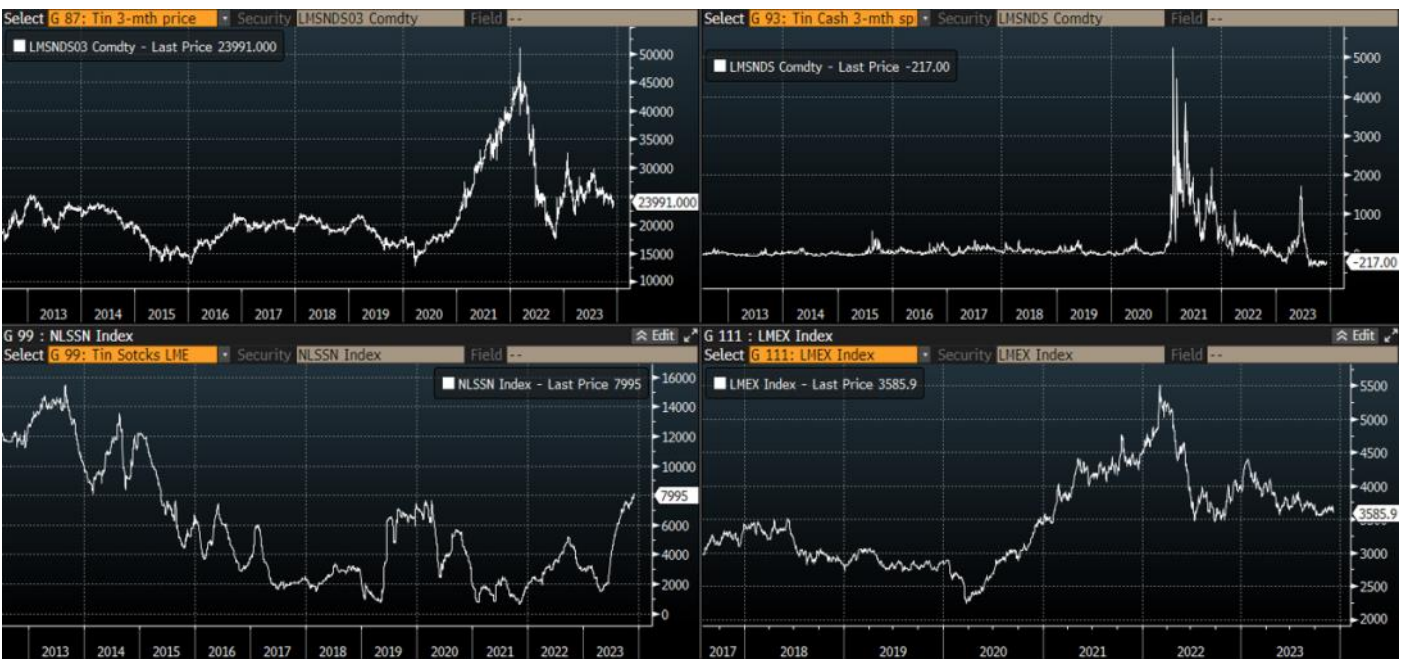 Select G 87: Tin 3-mth price Security LMSNDS03 Comdty Field --
LMSNDS03 Comdty - Last Price 23991.000
50000
45000
40000
35000
30000
23991.000
20000
15000
10000
2013 2014 2015 2016 2017 2018 2019 2020 2021 2022 2023
Select G 93: Tin Cash 3-mth sp Security LMSNDS Comdty Field --
LMSNDS Comdty - Last Price -217.00
5000
4000
3000
2000
1000
-217.00
2013 2014 2015 2016 2017 2018 2019 2020 2021 2022 2023
G 99 : NLSSN Index Edit
Select G 99: Tin Sotcks LME Security NLSSN Index Field --
NLSSN Index - Last Price 7995
16000
14000
12000
10000
7995
6000
4000
2000
0
2013 2014 2015 2016 2017 2018 2019 2020 2021 2022 2023
G 111 : LMEX Index Edit
Select G 111: LMEX Index Security LMEX Index Field --
LMEX Index - Last Price 3585.9
5500
5000
4500
4000
3585.9
3000
2500
2000
2017 2018 2019 2020 2021 2022 2023